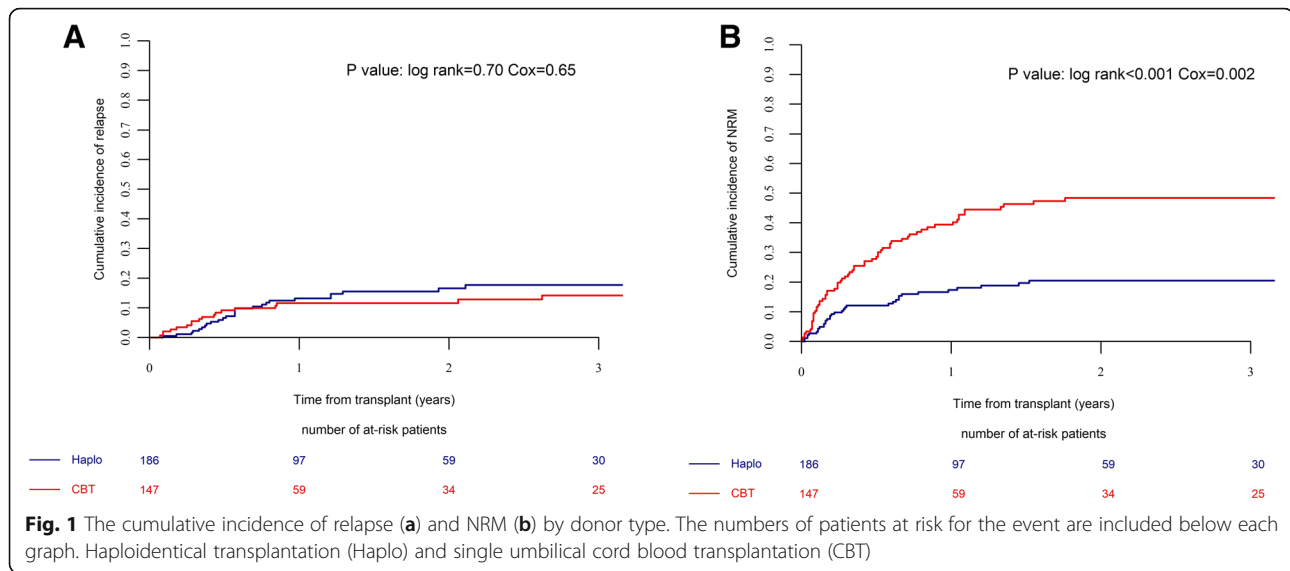 A
P value: log rank=0.70 Cox=0.65
Cumulative incidence of relapse
1.0
0.9
0.8
0.7
0.6
0.5
0.4
0.3
0.2
0.1
0.0
0 1 2 3
Time from transplant (years)
number of at-risk patients
Haplo 186 97 59 30
CBT 147 59 34 25
B
P value: log rank<0.001 Cox=0.002
Cumulative incidence of NRM
1.0
0.9
0.8
0.7
0.6
0.5
0.4
0.3
0.2
0.1
0.0
0 1 2 3
Time from transplant (years)
number of at-risk patients
Haplo 186 97 59 30
CBT 147 59 34 25
Fig. 1 The cumulative incidence of relapse (a) and NRM (b) by donor type. The numbers of patients at risk for the event are included below each
graph. Haploidentical transplantation (Haplo) and single umbilical cord blood transplantation (CBT)